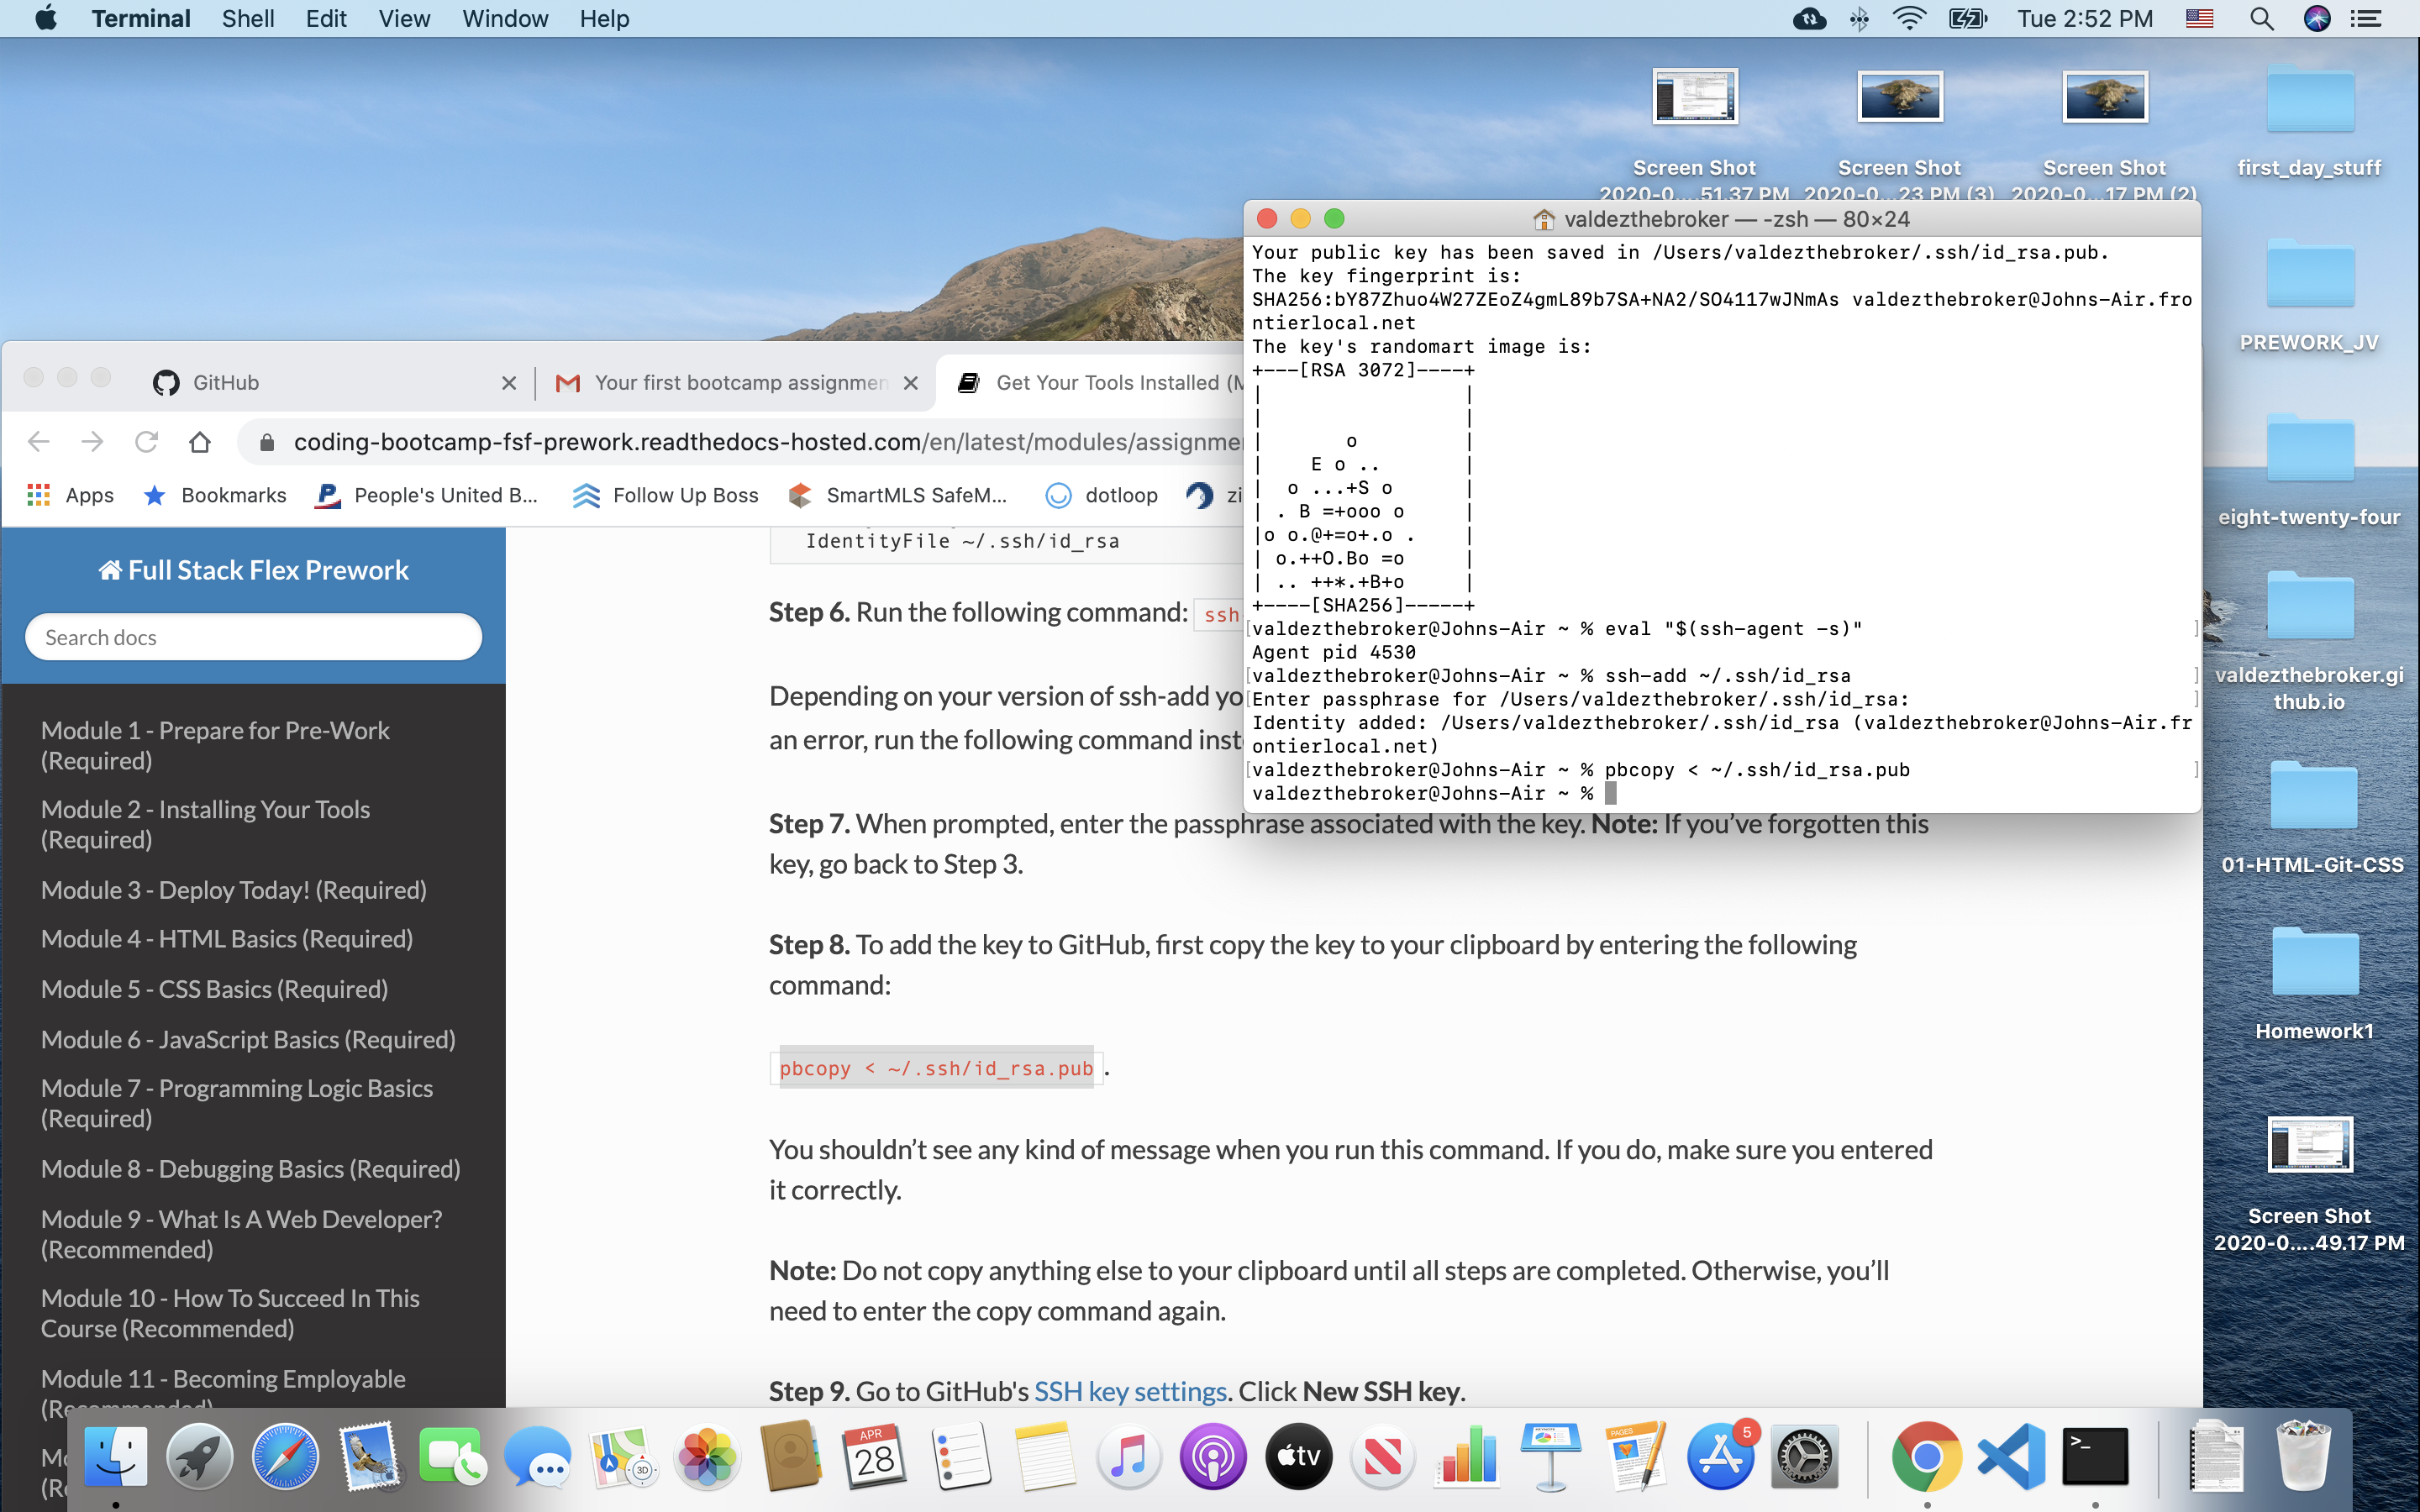 Terminal Shell Edit View Window Help Tue 2:52 PM
Screen Shot 2020-0....51.37 PM
Screen Shot 2020-0....23 PM (3)
Screen Shot 2020-0....17 PM (2)
first_day_stuff
PREWORK_JV
eight-twenty-four
valdezthebroker.gi
thub.io
01-HTML-Git-CSS
Homework1
Screen Shot
2020-0....49.17 PM
valdezthebroker — -zsh — 80×24
Your public key has been saved in /Users/valdezthebroker/.ssh/id_rsa.pub.
The key fingerprint is:
SHA256:bY87Zhuo4W27ZEoZ4gmL89b7SA+NA2/SO4117wJNmAs valdezthebroker@Johns-Air.fro
ntierlocal.net
The key's randomart image is:
+---[RSA 3072]----+
|                 |
|                 |
|       o         |
|    E o ..       |
|  o ...+S o      |
| . B =+ooo o     |
|o o.@+=o+.o .    |
| o.++O.Bo =o     |
| .. ++*.+B+o     |
+----[SHA256]-----+
valdezthebroker@Johns-Air ~ % eval "$(ssh-agent -s)"
Agent pid 4530
valdezthebroker@Johns-Air ~ % ssh-add ~/.ssh/id_rsa
Enter passphrase for /Users/valdezthebroker/.ssh/id_rsa:
Identity added: /Users/valdezthebroker/.ssh/id_rsa (valdezthebroker@Johns-Air.fr
ontierlocal.net)
valdezthebroker@Johns-Air ~ % pbcopy < ~/.ssh/id_rsa.pub
valdezthebroker@Johns-Air ~ %
GitHub
Your first bootcamp assignmen
Get Your Tools Installed (M
coding-bootcamp-fsf-prework.readthedocs-hosted.com/en/latest/modules/assignme
Apps Bookmarks People's United B... Follow Up Boss SmartMLS SafeM... dotloop zi
Full Stack Flex Prework
Search docs
Module 1 - Prepare for Pre-Work
(Required)
Module 2 - Installing Your Tools
(Required)
Module 3 - Deploy Today! (Required)
Module 4 - HTML Basics (Required)
Module 5 - CSS Basics (Required)
Module 6 - JavaScript Basics (Required)
Module 7 - Programming Logic Basics
(Required)
Module 8 - Debugging Basics (Required)
Module 9 - What Is A Web Developer?
(Recommended)
Module 10 - How To Succeed In This
Course (Recommended)
Module 11 - Becoming Employable
IdentityFile ~/.ssh/id_rsa
Step 6. Run the following command: ssh
Depending on your version of ssh-add yo
an error, run the following command inst
Step 7. When prompted, enter the passphrase associated with the key. Note: If you've forgotten this
key, go back to Step 3.
Step 8. To add the key to GitHub, first copy the key to your clipboard by entering the following
command:
pbcopy < ~/.ssh/id_rsa.pub .
You shouldn't see any kind of message when you run this command. If you do, make sure you entered
it correctly.
Note: Do not copy anything else to your clipboard until all steps are completed. Otherwise, you'll
need to enter the copy command again.
Step 9. Go to GitHub's SSH key settings. Click New SSH key.
3D
APR
28
tv
PAGES
5
>_